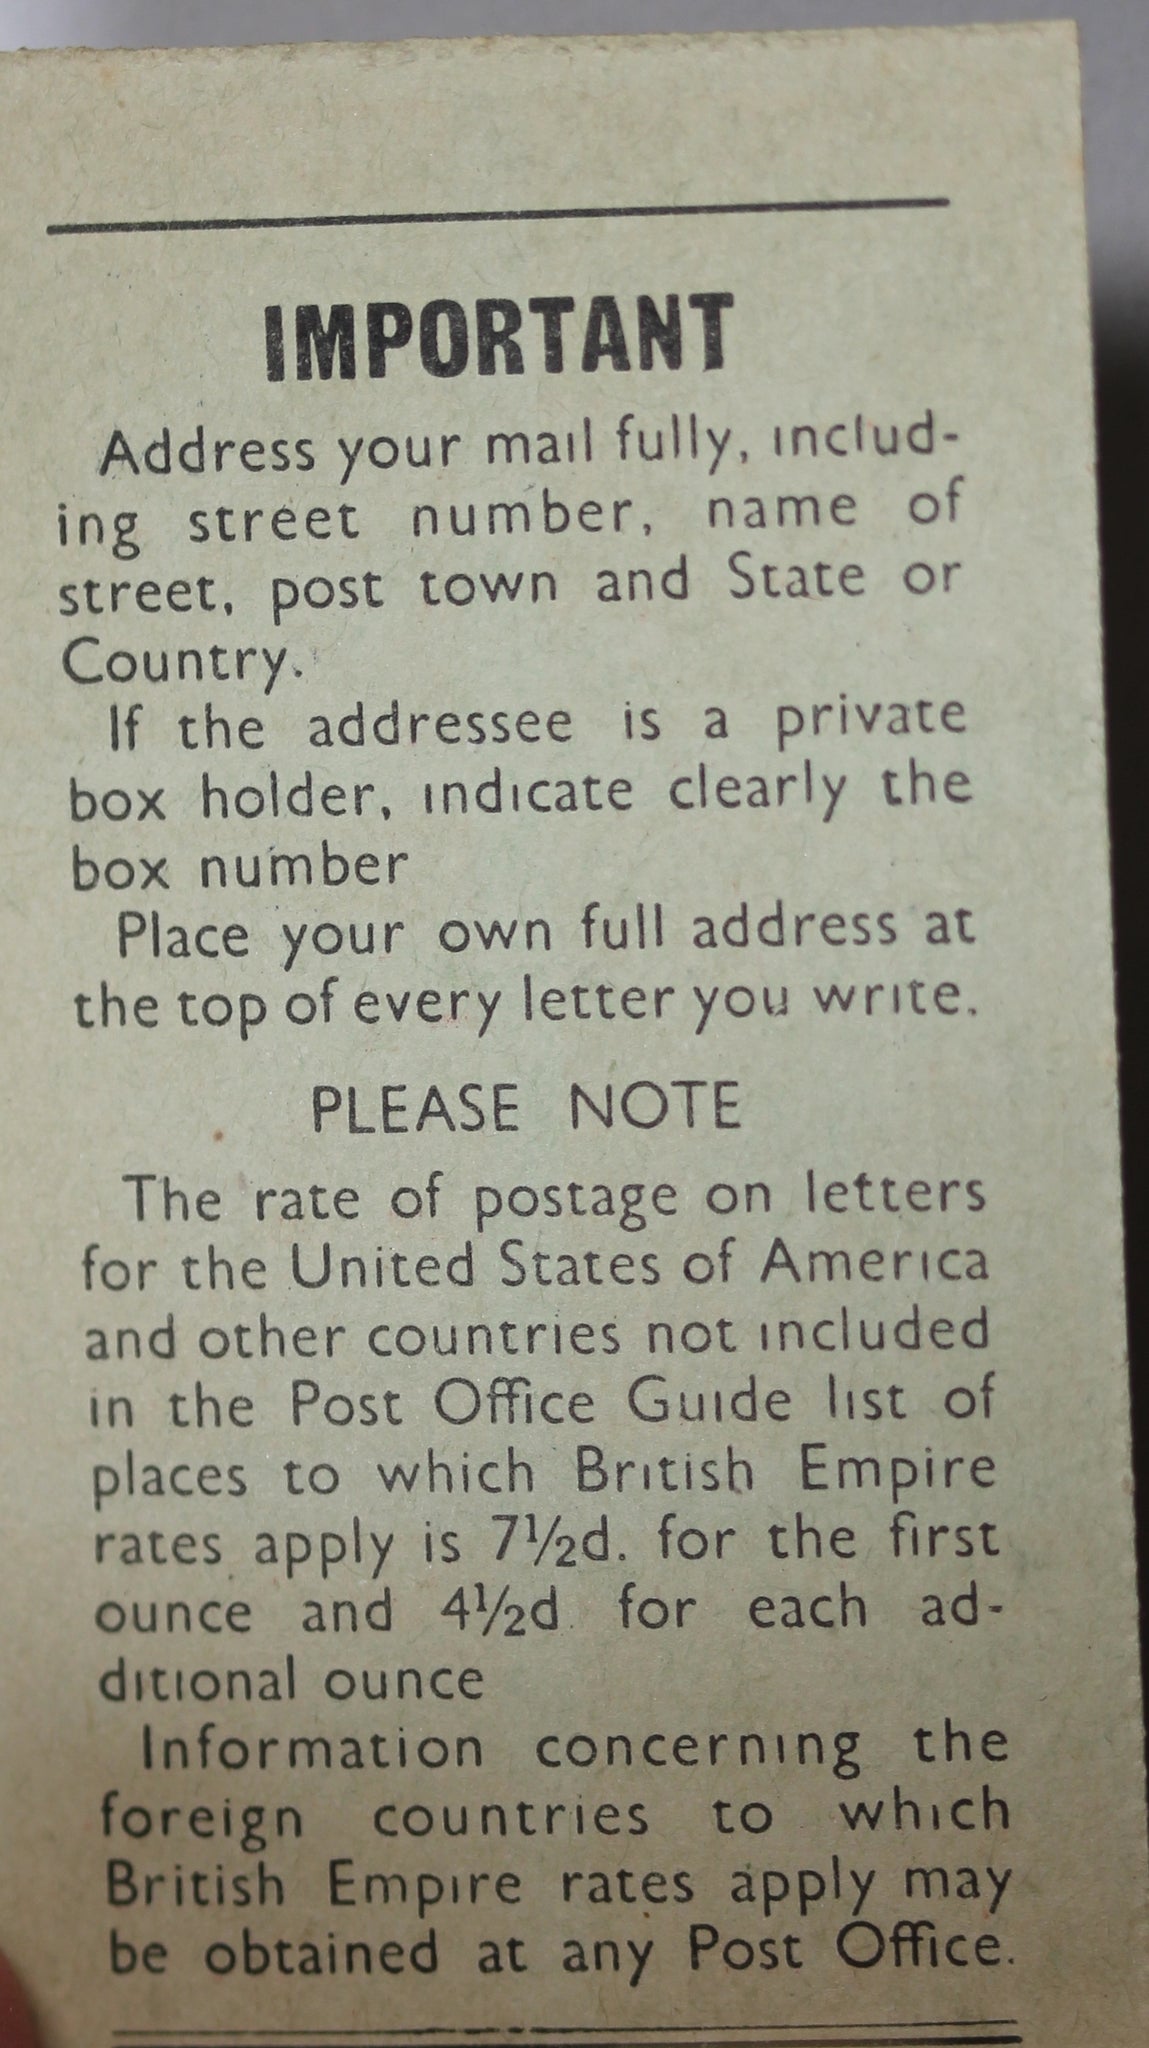 IMPORTANT
Address your mail fully, includ-
ing street number, name of
street, post town and State or
Country.
If the addressee is a private
box holder, indicate clearly the
box number
Place your own full address at
the top of every letter you write.
PLEASE NOTE
The rate of postage on letters
for the United States of America
and other countries not included
in the Post Office Guide list of
places to which British Empire
rates apply is 7½d. for the first
ounce and 4½d. for each ad-
ditional ounce
Information concerning the
foreign countries to which
British Empire rates apply may
be obtained at any Post Office.